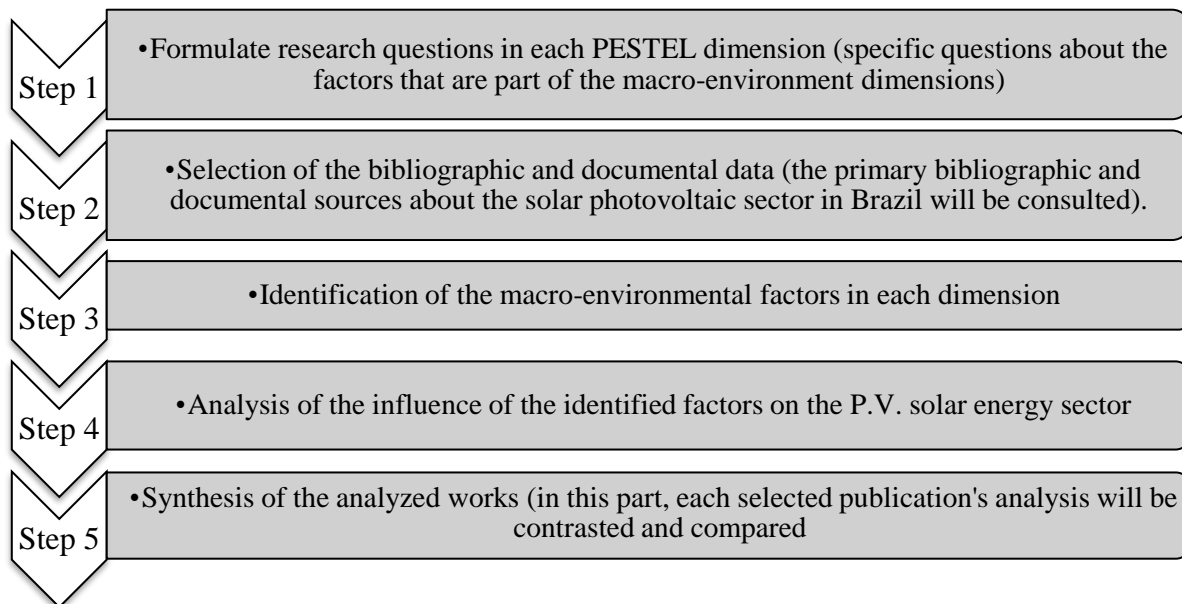 Step 1
•Formulate research questions in each PESTEL dimension (specific questions about the
factors that are part of the macro-environment dimensions)
Step 2
•Selection of the bibliographic and documental data (the primary bibliographic and
documental sources about the solar photovoltaic sector in Brazil will be consulted).
Step 3
•Identification of the macro-environmental factors in each dimension
Step 4
•Analysis of the influence of the identified factors on the P.V. solar energy sector
Step 5
•Synthesis of the analyzed works (in this part, each selected publication's analysis will be
contrasted and compared